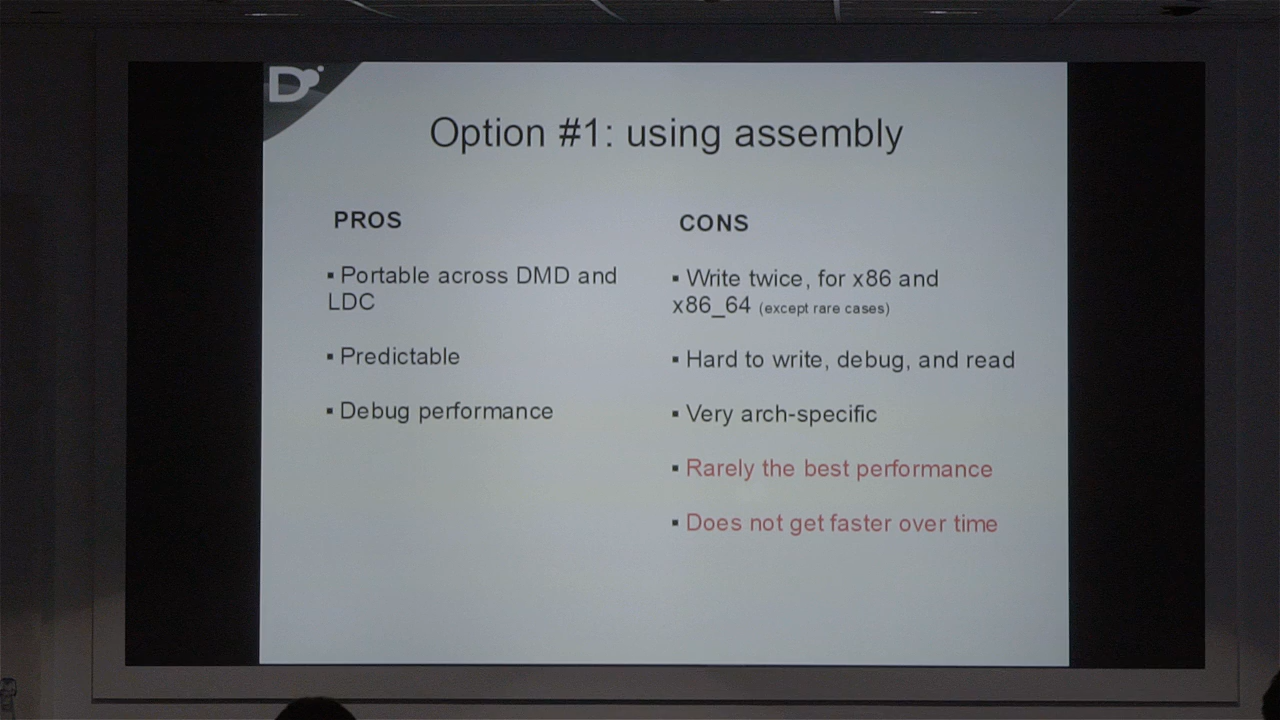 D
Option #1: using assembly
PROS
▪ Portable across DMD and
LDC
▪ Predictable
▪ Debug performance
CONS
▪ Write twice, for x86 and
x86_64 (except rare cases)
▪ Hard to write, debug, and read
▪ Very arch-specific
▪ Rarely the best performance
▪ Does not get faster over time